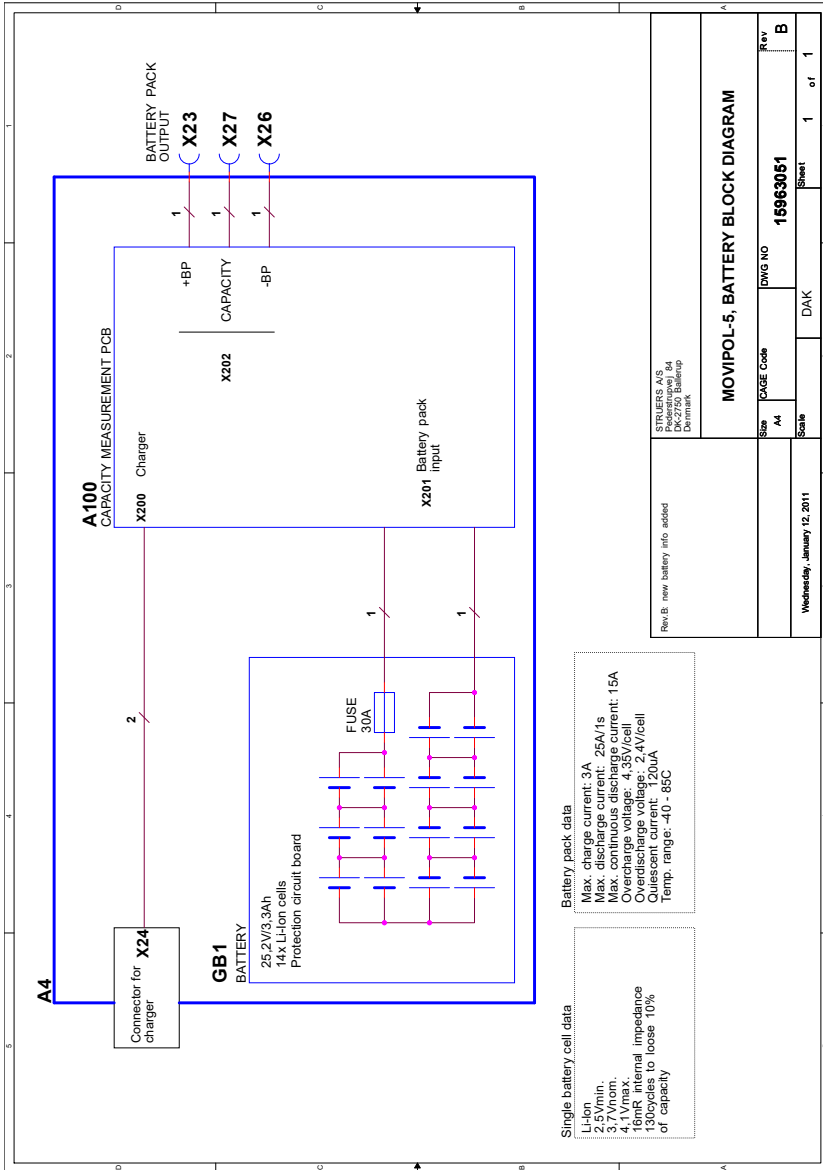 5
4
3
2
1
D
D
C
C
B
B
A
A
A4
Connector for
charger
X24
2
A100
CAPACITY MEASUREMENT PCB
X200
Charger
X202
+BP
CAPACITY
-BP
X201
Battery pack
input
1
1
1
BATTERY PACK
OUTPUT
X23
X27
X26
GB1
BATTERY
25,2V/3,3Ah
14x Li-Ion cells
Protection circuit board
FUSE
30A
1
1
Single battery cell data
Li-Ion
2,5Vmin.
3,7Vnom.
4,1Vmax.
16mR internal impedance
130cycles to loose 10%
of capacity
Battery pack data
Max. charge current: 3A
Max. discharge current: 25A/1s
Max. continuous discharge current: 15A
Overcharge voltage: 4,35V/cell
Overdischarge voltage: 2,4V/cell
Quiescent current: 120uA
Temp. range: -40 - 85C
Rev.B: new battery info added
STRUERS A/S
Pederstrupvej 84
DK-2750 Ballerup
Denmark
MOVIPOL-5, BATTERY BLOCK DIAGRAM
Size
A4
CAGE Code
DWG NO
15963051
Rev
B
Scale
DAK
Sheet
1 of 1
Wednesday, January 12, 2011